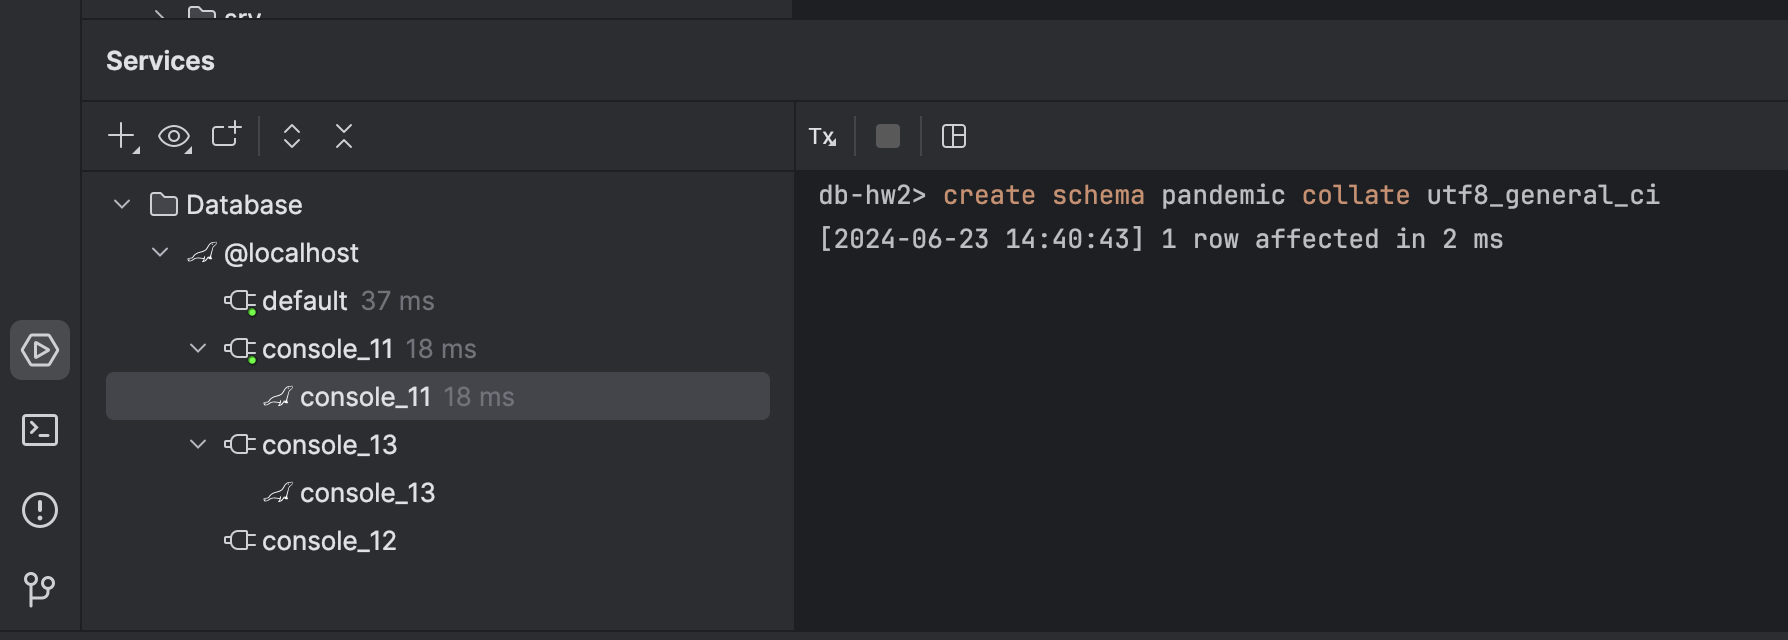 srv
Services
Tx
Database
@localhost
default 37 ms
console_11 18 ms
console_11 18 ms
console_13
console_13
console_12
db-hw2> create schema pandemic collate utf8_general_ci
[2024-06-23 14:40:43] 1 row affected in 2 ms